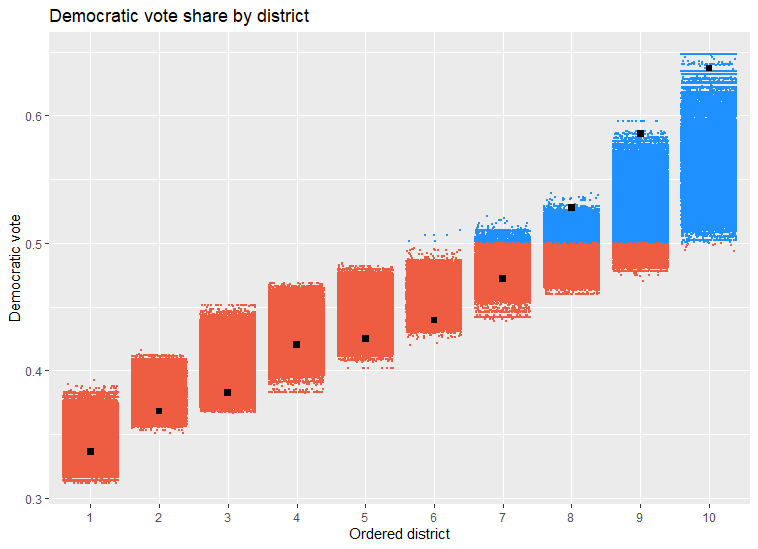 Democratic vote share by district
Democratic vote
0.6
0.5
0.4
0.3
1 2 3 4 5 6 7 8 9 10
Ordered district